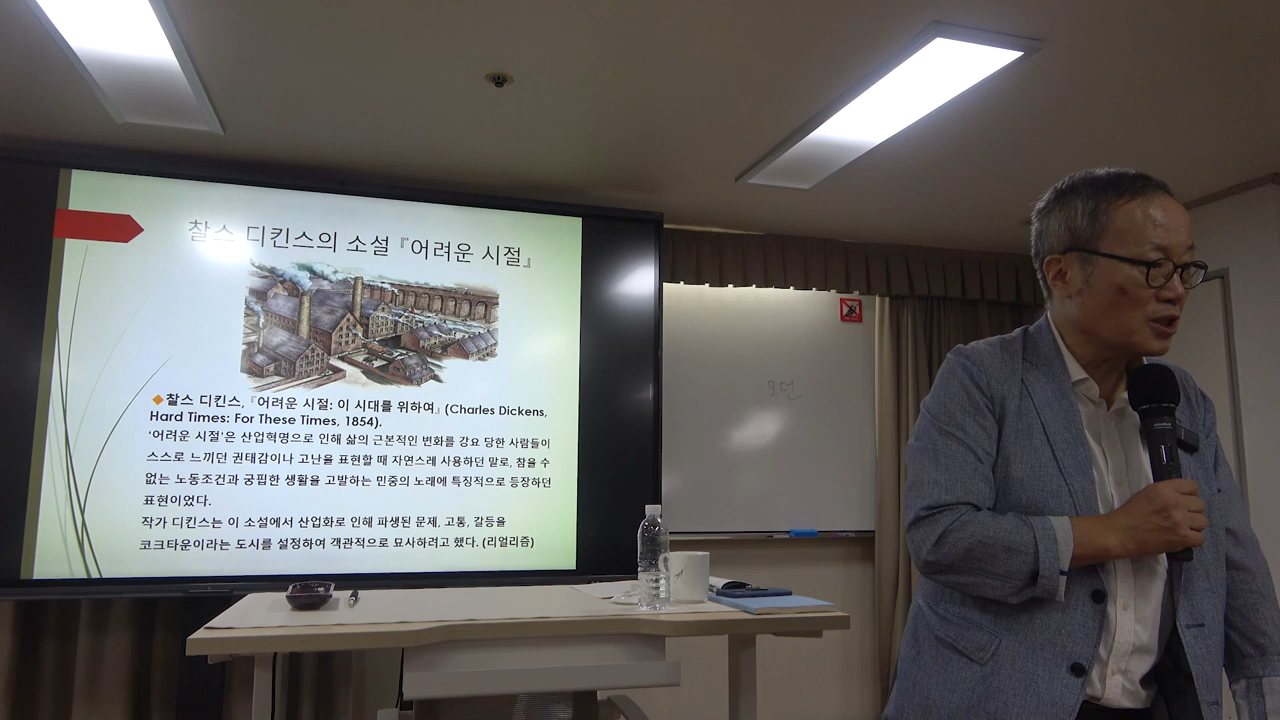 찰스 디킨스의 소설 『어려운 시절』
◆찰스 디킨스, 『어려운 시절: 이 시대를 위하여』 (Charles Dickens,
Hard Times: For These Times, 1854).
‘어려운 시절’은 산업혁명으로 인해 삶의 근본적인 변화를 강요 당한 사람들이
스스로 느끼던 권태감이나 고난을 표현할 때 자연스레 사용하던 말로, 참을 수
없는 노동조건과 궁핍한 생활을 고발하는 민중의 노래에 특징적으로 등장하던
표현이었다.
작가 디킨스는 이 소설에서 산업화로 인해 파생된 문제, 고통, 갈등을
코크타운이라는 도시를 설정하여 객관적으로 묘사하려고 했다. (리얼리즘)
모던